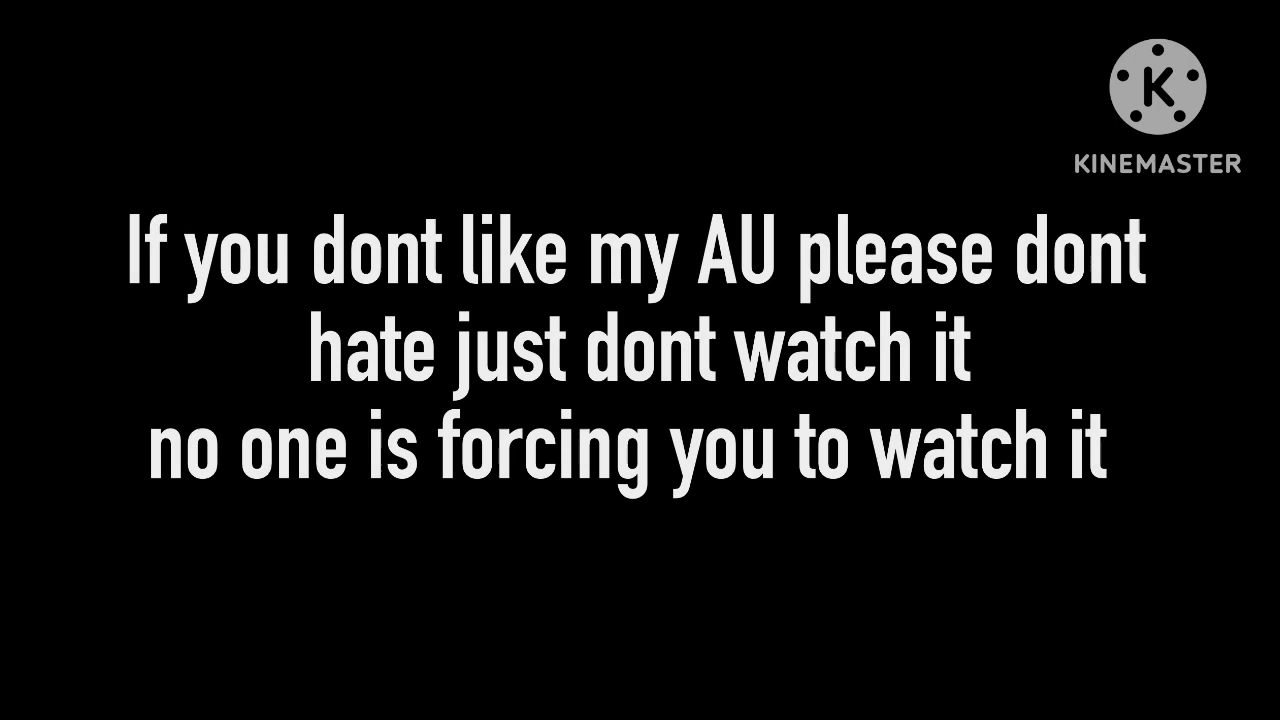 K
KINEMASTER
If you dont like my AU please dont
hate just dont watch it
no one is forcing you to watch it